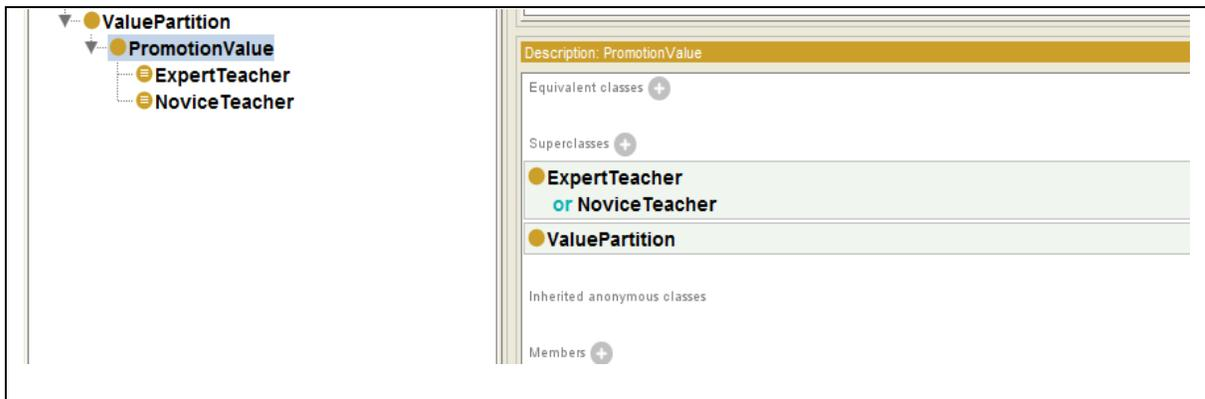 ValuePartition
PromotionValue
ExpertTeacher
NoviceTeacher
Description: PromotionValue
Equivalent classes
Superclasses
ExpertTeacher
or NoviceTeacher
ValuePartition
Inherited anonymous classes
Members